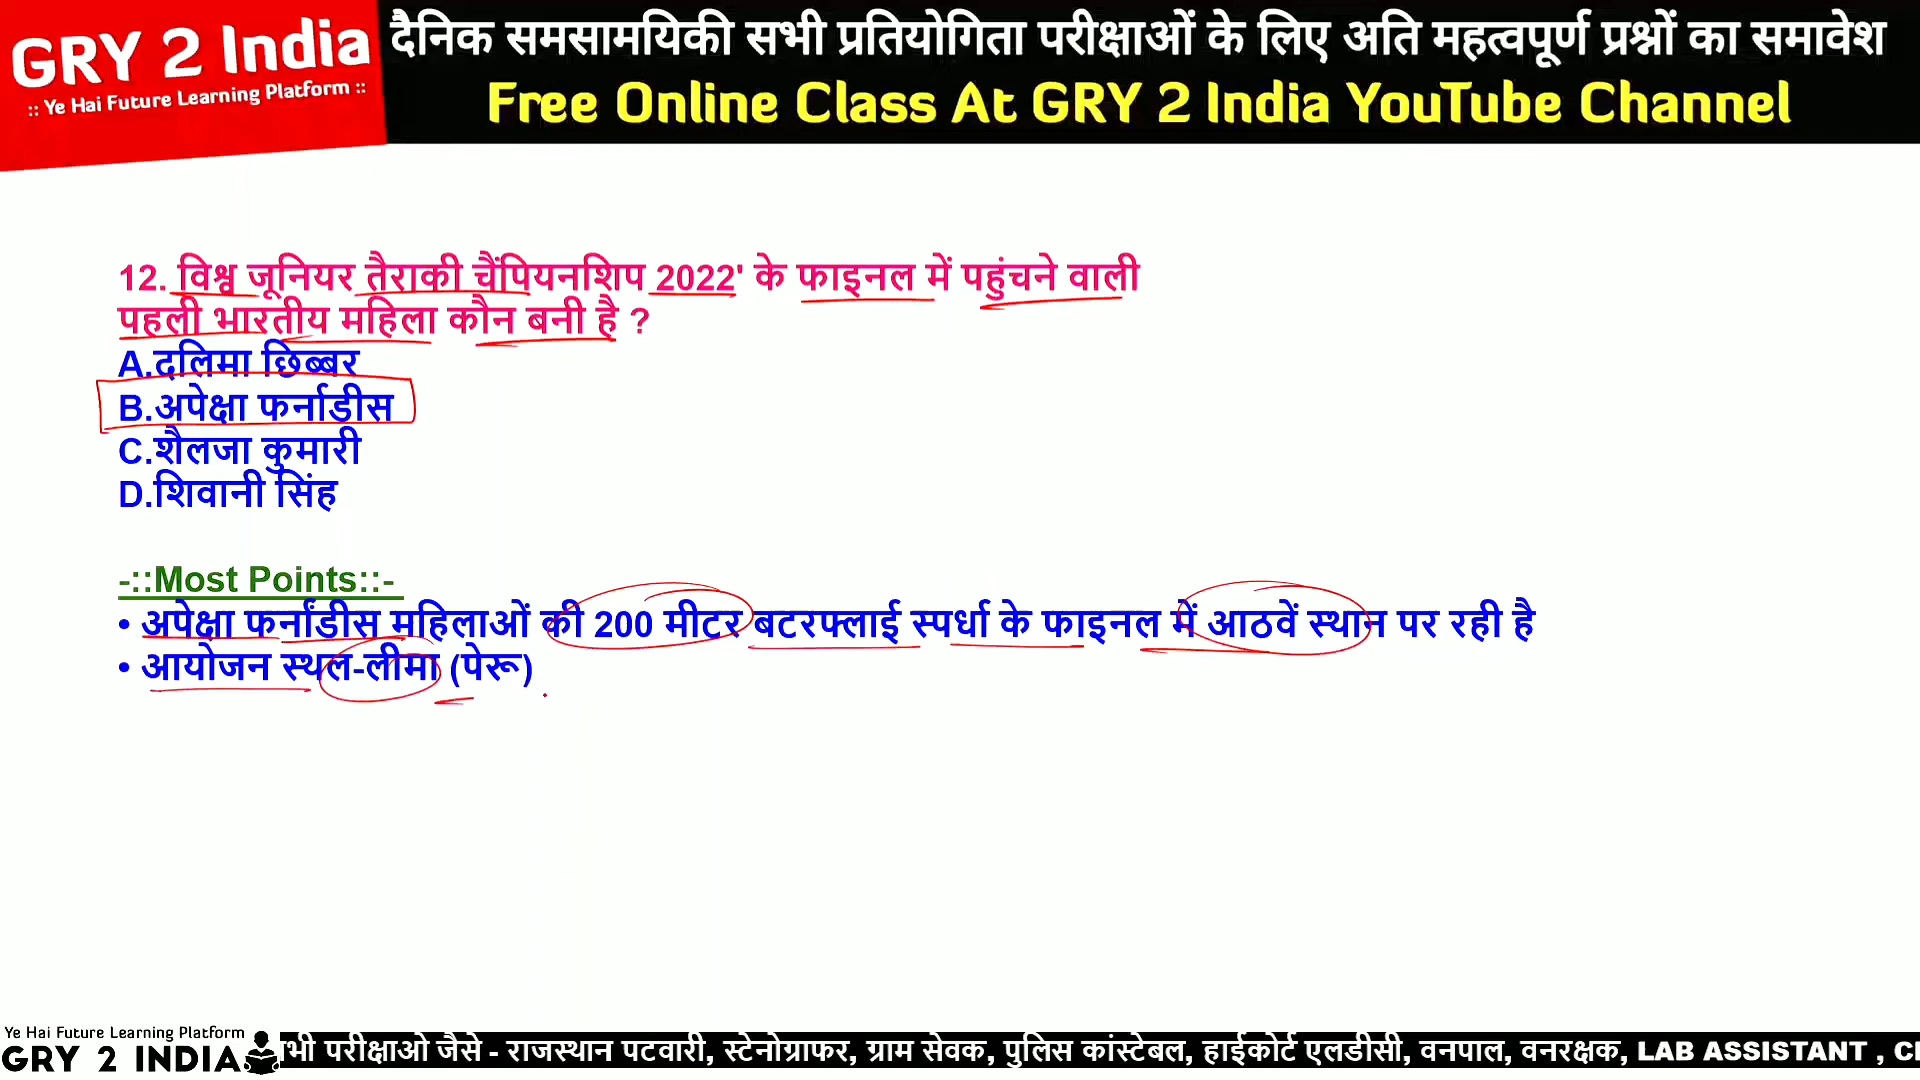 GRY 2 India
:: Ye Hai Future Learning Platform ::
दैनिक समसामयिकी सभी प्रतियोगिता परीक्षाओं के लिए अति महत्वपूर्ण प्रश्नों का समावेश
Free Online Class At GRY 2 India YouTube Channel
12. विश्व जूनियर तैराकी चैंपियनशिप 2022' के फाइनल में पहुंचने वाली
पहली भारतीय महिला कौन बनी है ?
A.दलिमा छिब्बर
B.अपेक्षा फर्नाडीस
C.शैलजा कुमारी
D.शिवानी सिंह
-::Most Points::-
• अपेक्षा फर्नांडीस महिलाओं की 200 मीटर बटरफ्लाई स्पर्धा के फाइनल में आठवें स्थान पर रही है
• आयोजन स्थल-लीमा (पेरू)
Ye Hai Future Learning Platform
GRY 2 INDIA
भी परीक्षाओ जैसे - राजस्थान पटवारी, स्टेनोग्राफर, ग्राम सेवक, पुलिस कांस्टेबल, हाईकोर्ट एलडीसी, वनपाल, वनरक्षक, LAB ASSISTANT ,